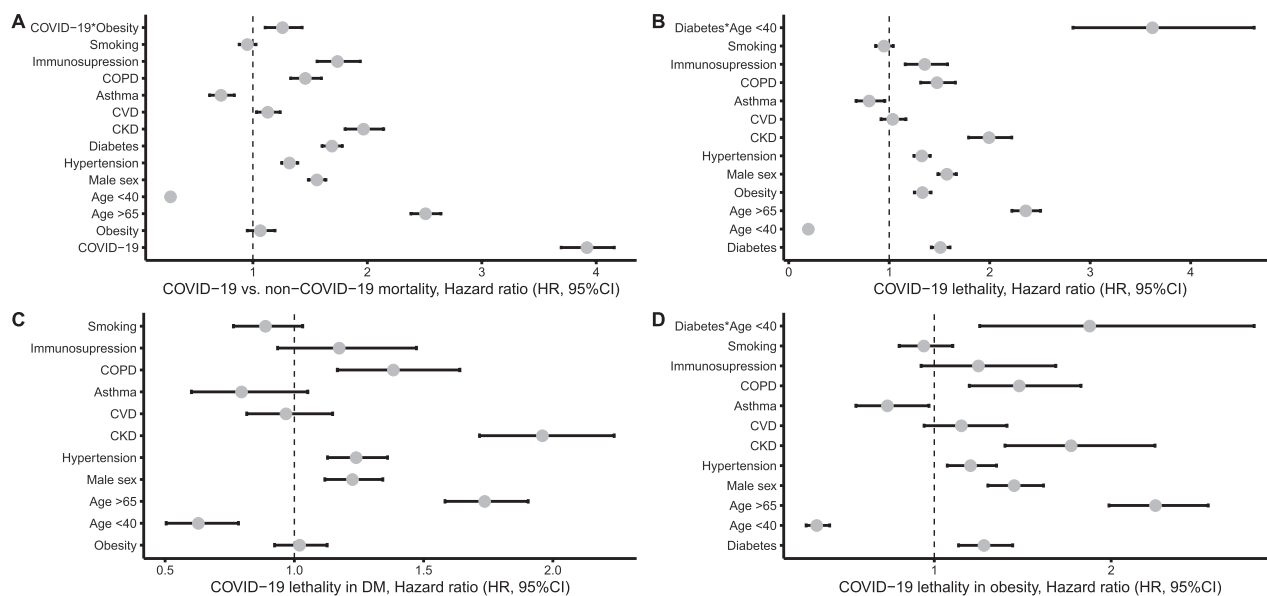 A
COVID−19*Obesity
Smoking
Immunosupression
COPD
Asthma
CVD
CKD
Diabetes
Hypertension
Male sex
Age <40
Age >65
Obesity
COVID−19
1 2 3 4
COVID−19 vs. non−COVID−19 mortality, Hazard ratio (HR, 95%CI)
B
Diabetes*Age <40
Smoking
Immunosupression
COPD
Asthma
CVD
CKD
Hypertension
Male sex
Obesity
Age >65
Age <40
Diabetes
0 1 2 3 4
COVID−19 lethality, Hazard ratio (HR, 95%CI)
C
Smoking
Immunosupression
COPD
Asthma
CVD
CKD
Hypertension
Male sex
Age >65
Age <40
Obesity
0.5 1.0 1.5 2.0
COVID−19 lethality in DM, Hazard ratio (HR, 95%CI)
D
Diabetes*Age <40
Smoking
Immunosupression
COPD
Asthma
CVD
CKD
Hypertension
Male sex
Age >65
Age <40
Diabetes
1 2
COVID−19 lethality in obesity, Hazard ratio (HR, 95%CI)